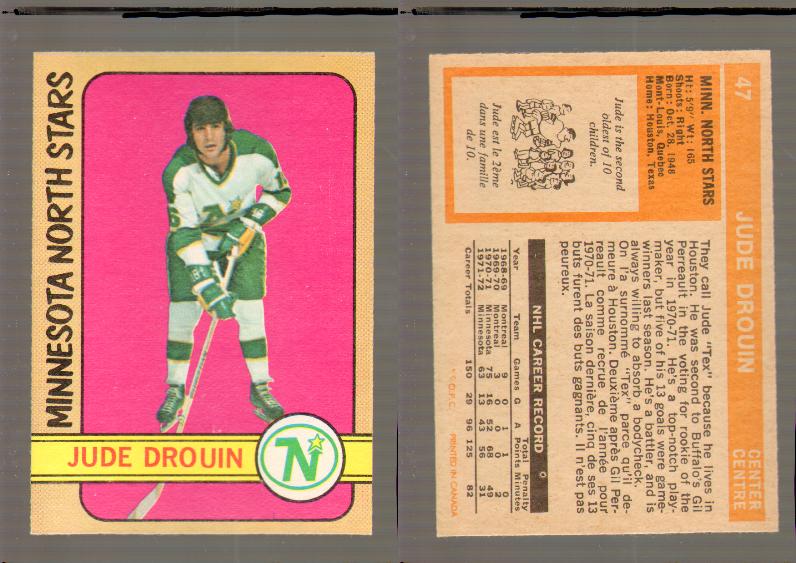 MINNESOTA NORTH STARS
JUDE DROUIN
N
47
JUDE DROUIN
CENTER
CENTRE
MINN. NORTH STARS
Ht: 5'9" Wt: 165
Shoots: Right
Born: Oct. 28, 1948
Mont-Louis, Quebec
Home: Houston, Texas
Jude is the second
oldest of 10
children.
Jude est le 2ème
dans une famille
de 10.
They call Jude "Tex" because he lives in
Houston. He was second to Buffalo's Gil
Perreault in the voting for rookie of the
year in 1970-71. He's a top-notch play-
maker, but five of his 13 goals were game-
winners last season. He's a battler, and is
always willing to absorb a bodycheck.
On l'a surnommé "Tex" parce qu'il de-
meure à Houston. Deuxième après Gil Per-
reault comme recrue de l'année pour
1970-71. La saison dernière, cinq de ses 13
buts furent des buts gagnants. Il n'est pas
peureux.
NHL CAREER RECORD
Total Penalty
Year Team Games G A Points Minutes
1968-69 Montreal 9 0 1 1 0
1969-70 Montreal 3 0 0 0 2
1970-71 Minnesota 75 16 52 68 49
1971-72 Minnesota 63 13 43 56 31
Career Totals 150 29 96 125 82
O.P.C. PRINTED IN CANADA